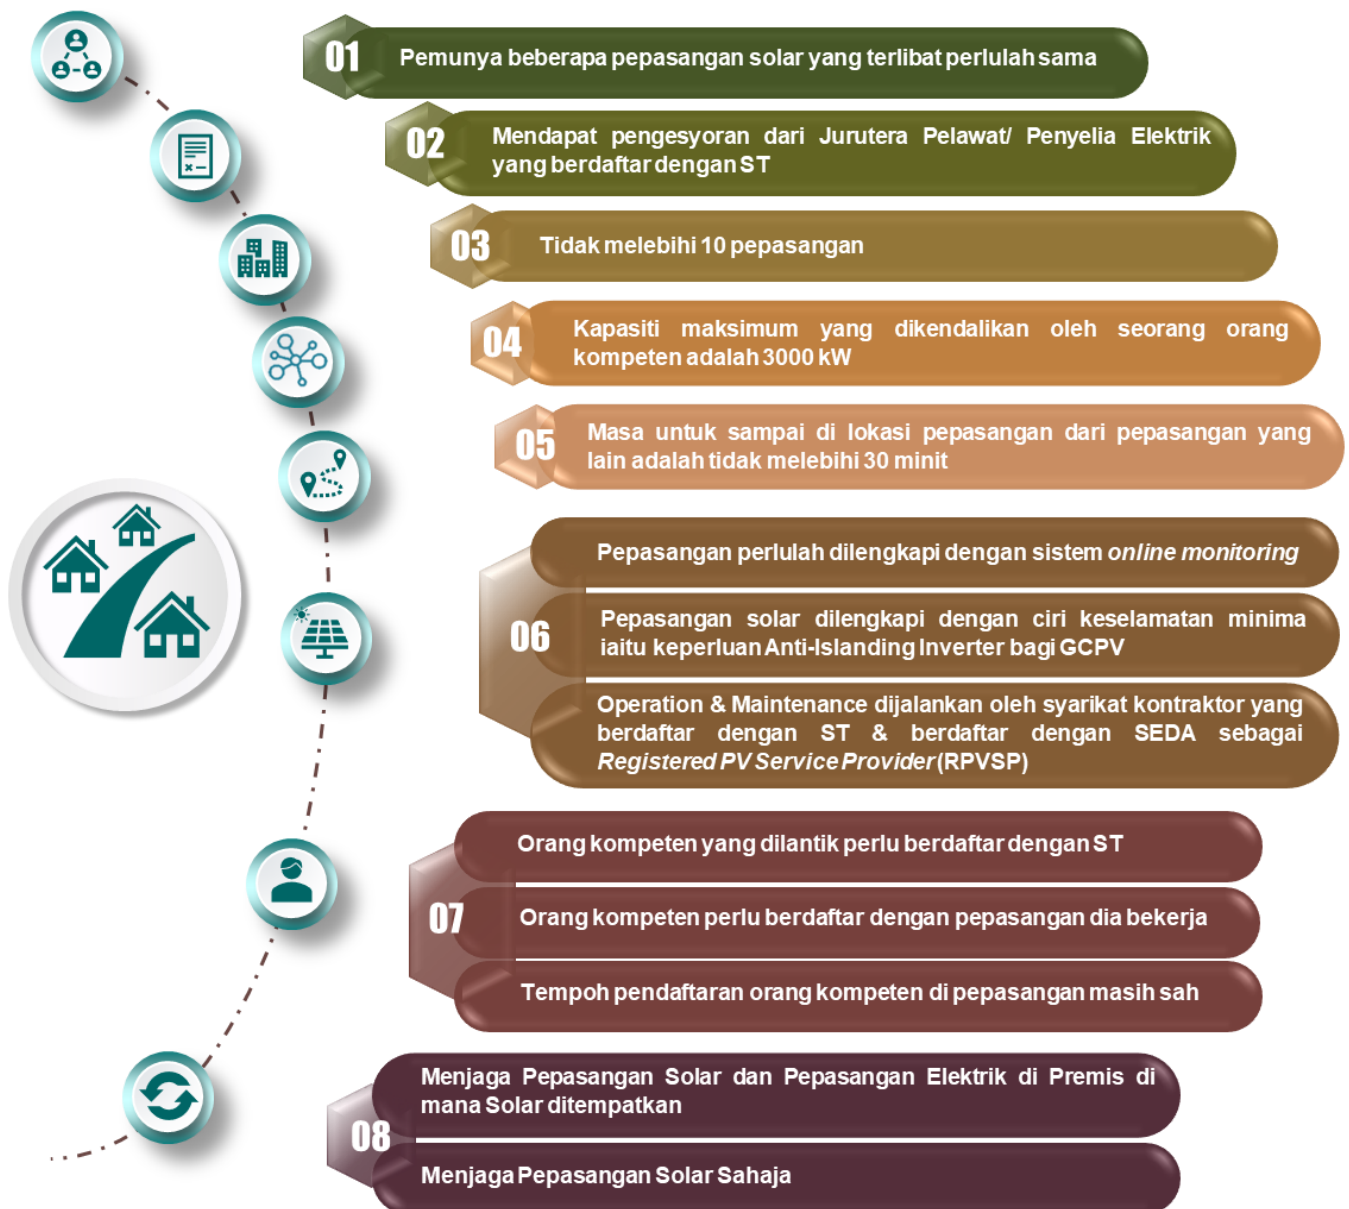 01
Pemunya beberapa pepasangan solar yang terlibat perlulah sama
02
Mendapat pengesyoran dari Jurutera Pelawat/ Penyelia Elektrik
yang berdaftar dengan ST
03
Tidak melebihi 10 pepasangan
04
Kapasiti maksimum yang dikendalikan oleh seorang orang
kompeten adalah 3000 kW
05
Masa untuk sampai di lokasi pepasangan dari pepasangan yang
lain adalah tidak melebihi 30 minit
06
Pepasangan perlulah dilengkapi dengan sistem online monitoring
Pepasangan solar dilengkapi dengan ciri keselamatan minima
iaitu keperluan Anti-Islanding Inverter bagi GCPV
Operation & Maintenance dijalankan oleh syarikat kontraktor yang
berdaftar dengan ST & berdaftar dengan SEDA sebagai
Registered PV Service Provider (RPVSP)
07
Orang kompeten yang dilantik perlu berdaftar dengan ST
Orang kompeten perlu berdaftar dengan pepasangan dia bekerja
Tempoh pendaftaran orang kompeten di pepasangan masih sah
08
Menjaga Pepasangan Solar dan Pepasangan Elektrik di Premis di
mana Solar ditempatkan
Menjaga Pepasangan Solar Sahaja